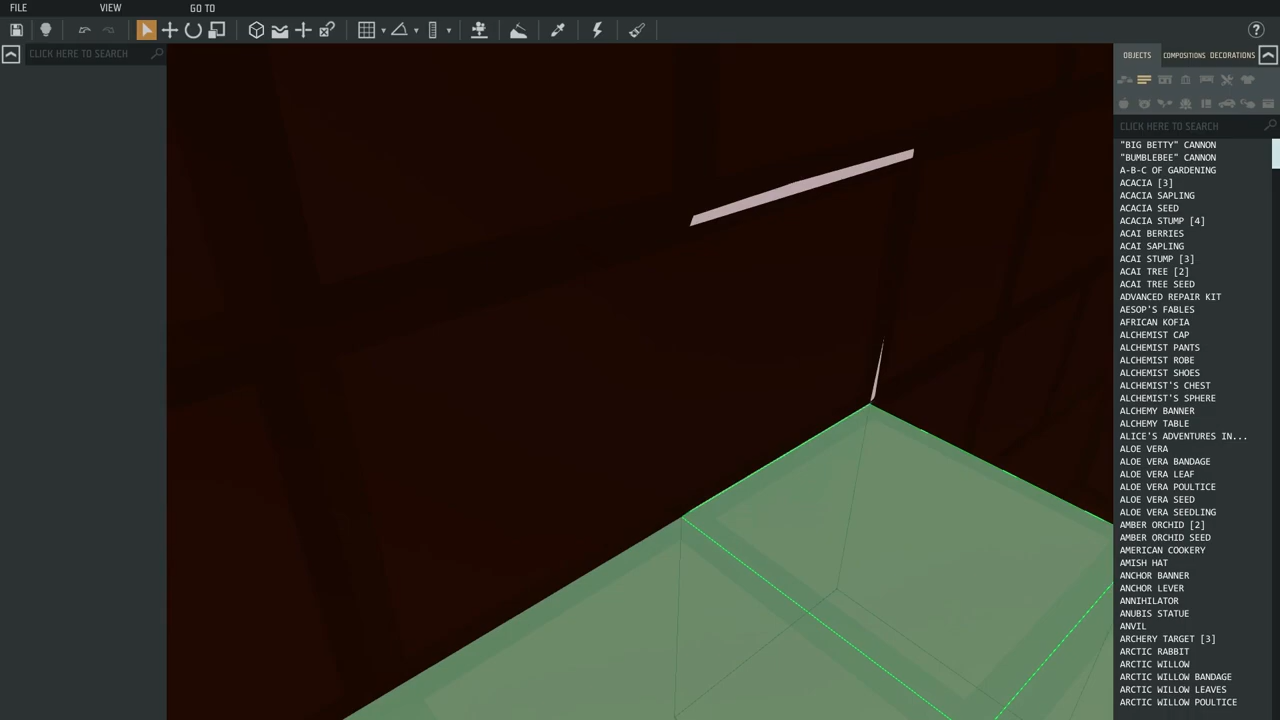 FILE VIEW GO TO
CLICK HERE TO SEARCH
OBJECTS COMPOSITIONS DECORATIONS
CLICK HERE TO SEARCH
"BIG BETTY" CANNON
"BUMBLEBEE" CANNON
A-B-C OF GARDENING
ACACIA [3]
ACACIA SAPLING
ACACIA SEED
ACACIA STUMP [4]
ACAI BERRIES
ACAI SAPLING
ACAI STUMP [3]
ACAI TREE [2]
ACAI TREE SEED
ADVANCED REPAIR KIT
AESOP'S FABLES
AFRICAN KOFIA
ALCHEMIST CAP
ALCHEMIST PANTS
ALCHEMIST ROBE
ALCHEMIST SHOES
ALCHEMIST'S CHEST
ALCHEMIST'S SPHERE
ALCHEMY BANNER
ALCHEMY TABLE
ALICE'S ADVENTURES IN...
ALOE VERA
ALOE VERA BANDAGE
ALOE VERA LEAF
ALOE VERA POULTICE
ALOE VERA SEED
ALOE VERA SEEDLING
AMBER ORCHID [2]
AMBER ORCHID SEED
AMERICAN COOKERY
AMISH HAT
ANCHOR BANNER
ANCHOR LEVER
ANNIHILATOR
ANUBIS STATUE
ANVIL
ARCHERY TARGET [3]
ARCTIC RABBIT
ARCTIC WILLOW
ARCTIC WILLOW BANDAGE
ARCTIC WILLOW LEAVES
ARCTIC WILLOW POULTICE